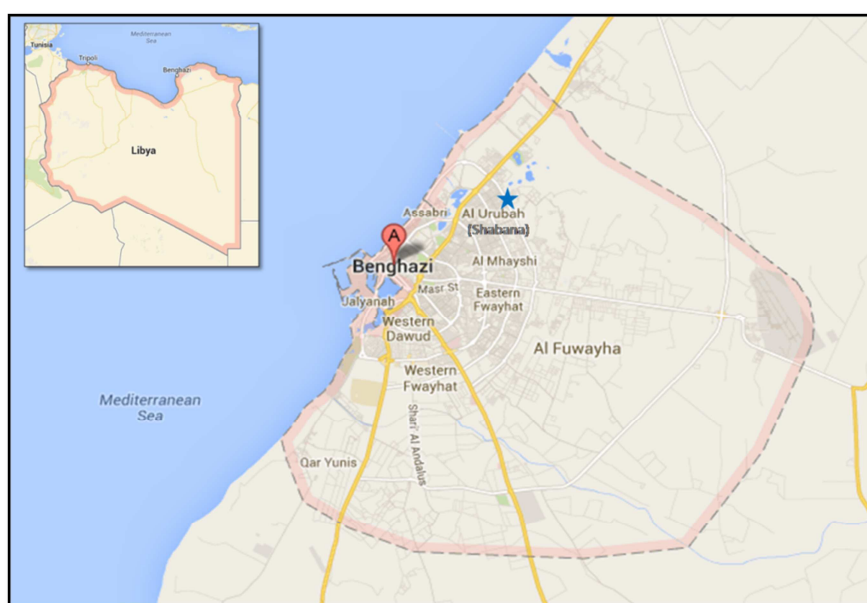 Mediterranean
Sea
Tunisia
Tripoli
Benghazi
Libya
Assabri
Al Urubah
(Shabana)
A
Benghazi
Al Mhayshi
Masr St
Eastern
Fwayhat
Jalyanah
Western
Dawud
Al Fuwayha
Western
Fwayhat
Mediterranean
Sea
Shari' Al Andalus
Qar Yunis